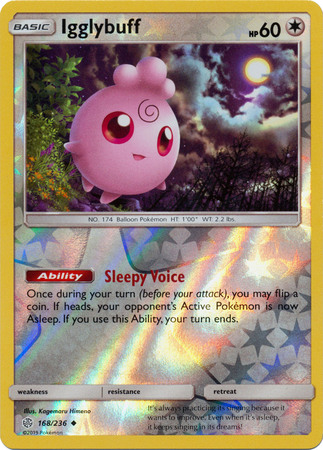 BASIC Igglybuff HP60
NO. 174 Balloon Pokémon HT: 1'00" WT: 2.2 lbs.
Ability Sleepy Voice
Once during your turn (before your attack), you may flip a
coin. If heads, your opponent's Active Pokémon is now
Asleep. If you use this Ability, your turn ends.
weakness resistance retreat
Illus. Kagemaru Himeno
168/236
©2019 Pokémon
It's always practicing its singing because it
wants to improve. Even when it's asleep,
it keeps singing in its dreams!